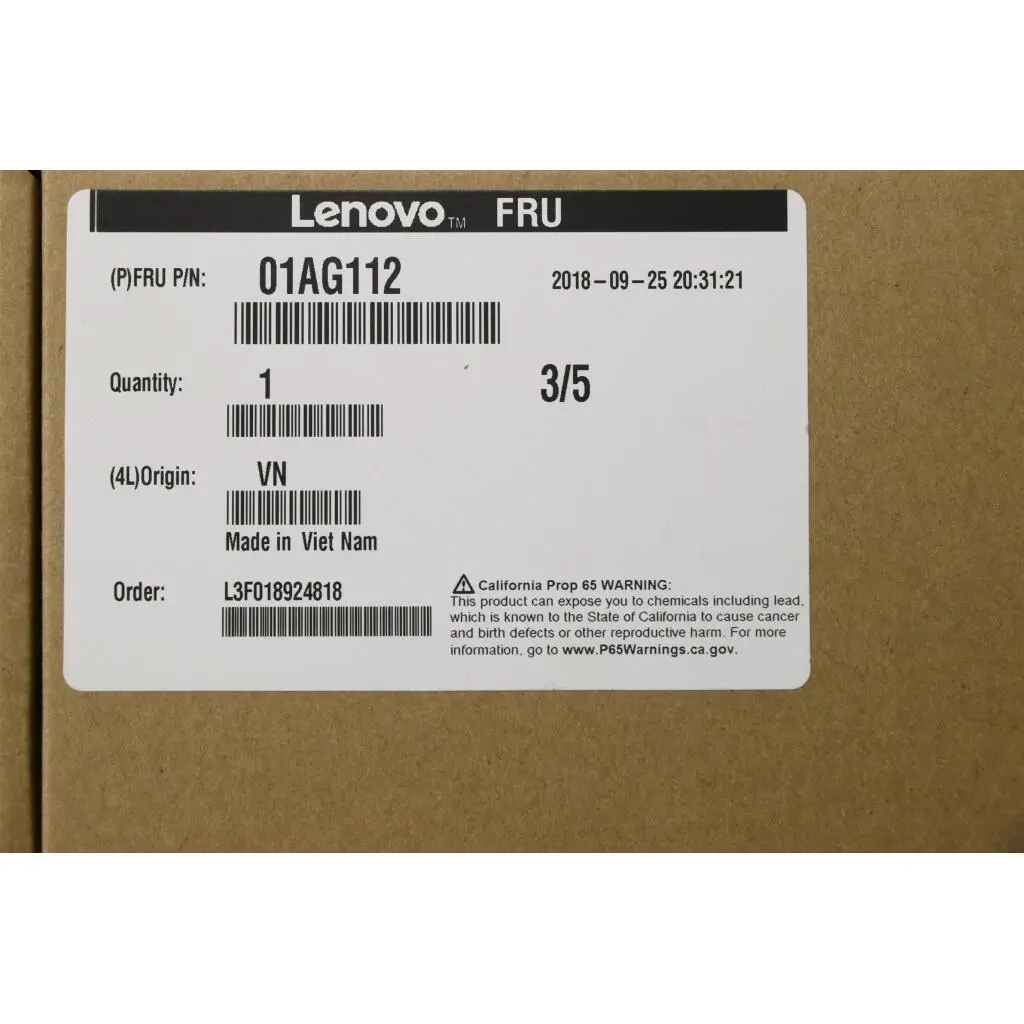 Lenovo™ FRU
(P)FRU P/N: 01AG112 2018-09-25 20:31:21
Quantity: 1 3/5
(4L)Origin: VN
Made in Viet Nam
Order: L3F018924818
⚠ California Prop 65 WARNING:
This product can expose you to chemicals including lead,
which is known to the State of California to cause cancer
and birth defects or other reproductive harm. For more
information, go to www.P65Warnings.ca.gov.